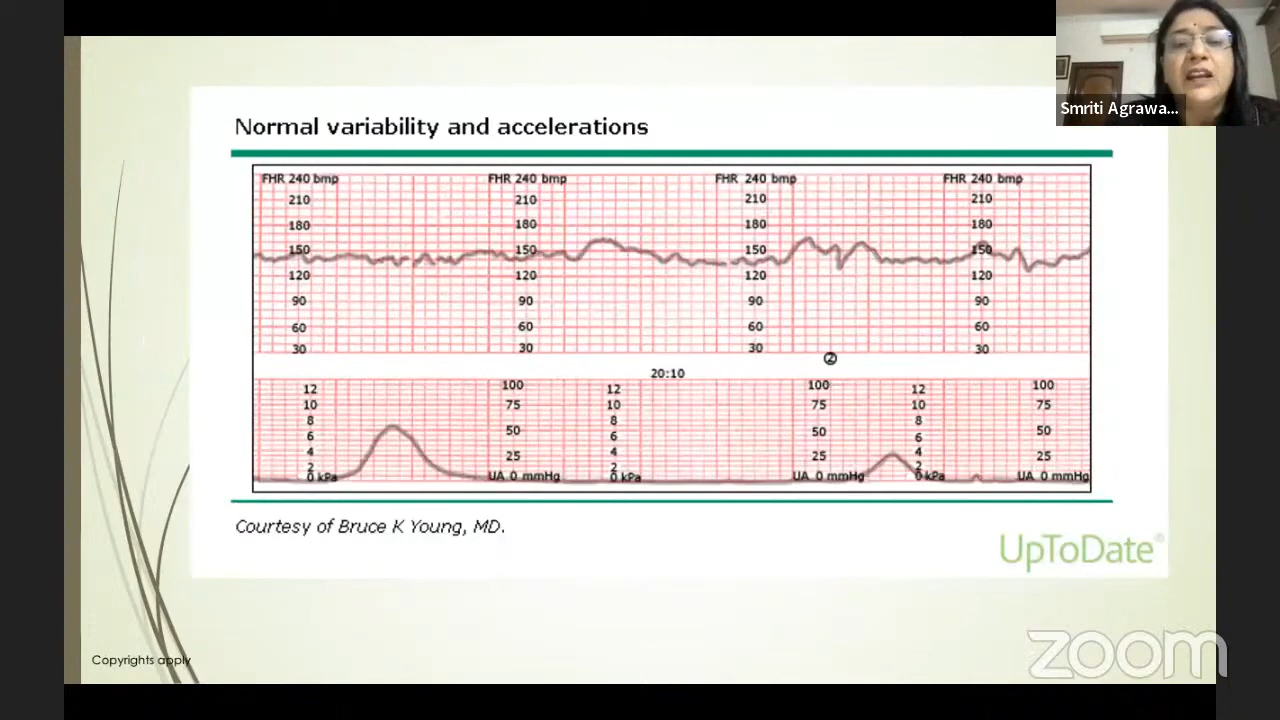 Smriti Agrawa...
Normal variability and accelerations
FHR 240 bmp FHR 240 bmp FHR 240 bmp FHR 240 bmp
210 210 210 210
180 180 180 180
150 150 150 150
120 120 120 120
90 90 90 90
60 60 60 60
30 30 30 30
2
20:10
12 100 12 100 12 100
10 75 10 75 10 75
8 8 8
6 50 6 50 6 50
4 25 4 25 4 25
2 2 2
0 kPa UA 0 mmHg 0 kPa UA 0 mmHg 0 kPa UA 0 mmHg
Courtesy of Bruce K Young, MD.
UpToDate®
Copyrights apply
zoom